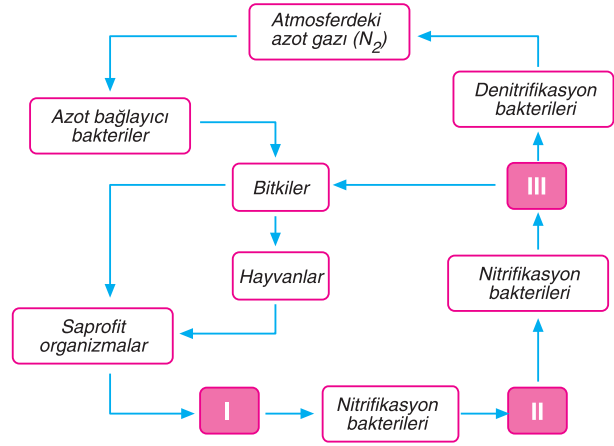 Atmosferdeki
azot gazı (N2)
Azot bağlayıcı
bakteriler
Denitrifikasyon
bakterileri
Bitkiler
III
Hayvanlar
Nitrifikasyon
bakterileri
Saprofit
organizmalar
I
Nitrifikasyon
bakterileri
II